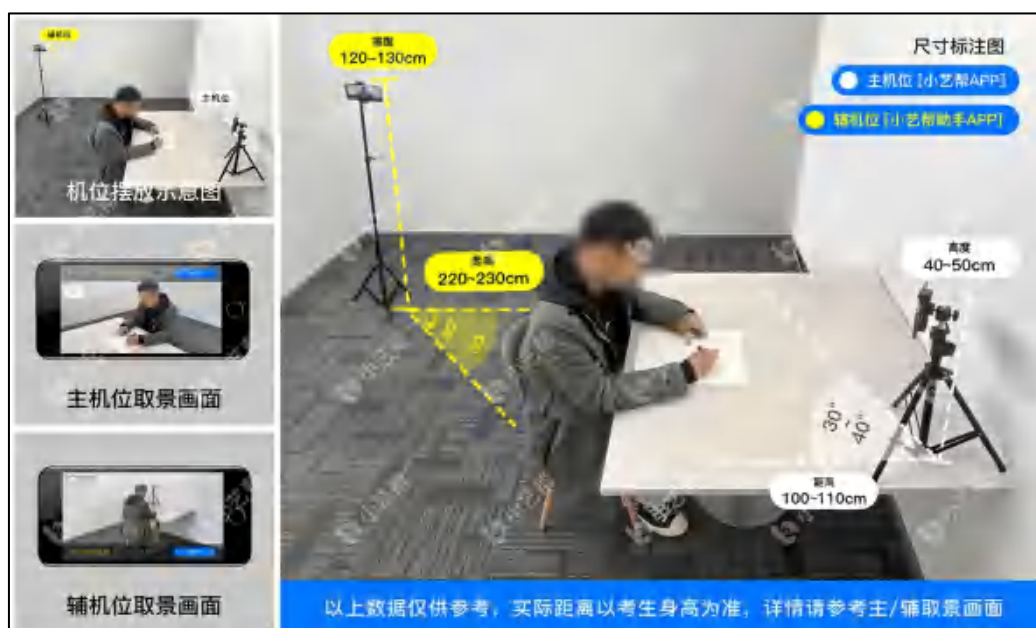 辅机位
主机位
机位摆放示意图
主机位取景画面
辅机位取景画面
高度
120~130cm
距离
220~230cm
尺寸标注图
主机位 [小艺帮APP]
辅机位 [小艺帮助手APP]
高度
40~50cm
30°
~
40°
距离
100~110cm
以上数据仅供参考，实际距离以考生身高为准，详情请参考主/辅取景画面